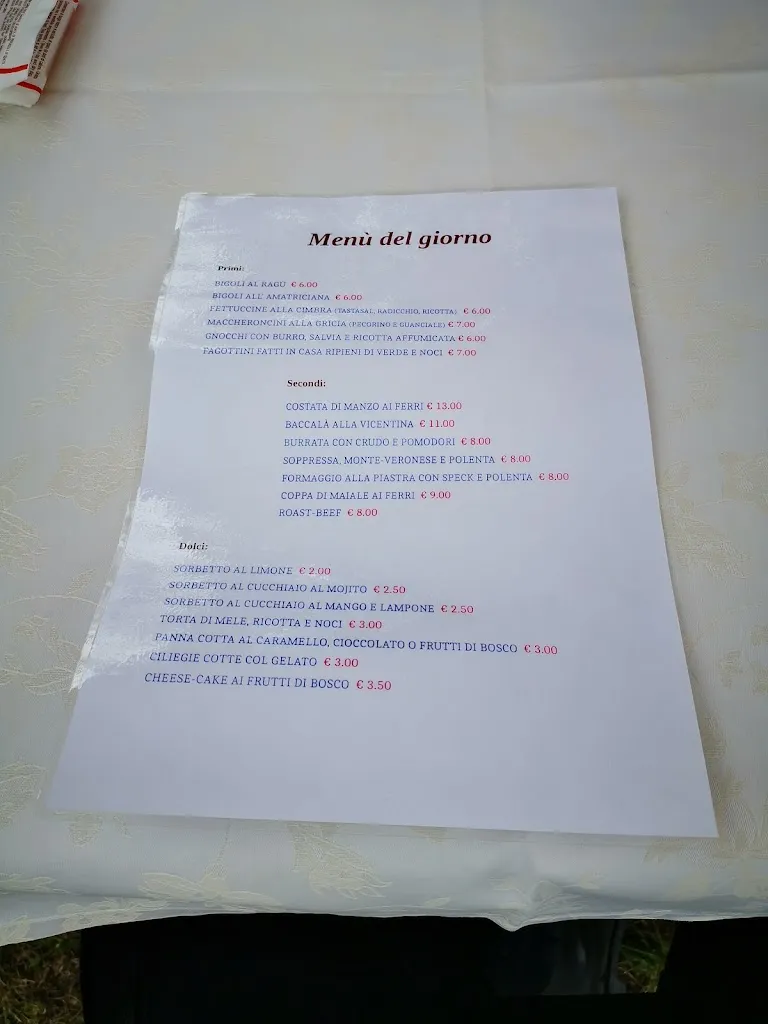 Menù del giorno
Primi:
BIGOLI AL RAGU € 6.00
BIGOLI ALL' AMATRICIANA € 6.00
FETTUCCINE ALLA CIMBRA (TASTASAL, RADICCHIO, RICOTTA) € 6.00
MACCHERONCINI ALLA GRICIA (PECORINO E GUANCIALE) € 7.00
GNOCCHI CON BURRO, SALVIA E RICOTTA AFFUMICATA € 6.00
FAGOTTINI FATTI IN CASA RIPIENI DI VERDE E NOCI € 7.00
Secondi:
COSTATA DI MANZO AI FERRI € 13.00
BACCALÀ ALLA VICENTINA € 11.00
BURRATA CON CRUDO E POMODORI € 8.00
SOPPRESSA, MONTE-VERONESE E POLENTA € 8.00
FORMAGGIO ALLA PIASTRA CON SPECK E POLENTA € 8.00
COPPA DI MAIALE AI FERRI € 9.00
ROAST-BEEF € 8.00
Dolci:
SORBETTO AL LIMONE € 2.00
SORBETTO AL CUCCHIAIO AL MOJITO € 2.50
SORBETTO AL CUCCHIAIO AL MANGO E LAMPONE € 2.50
TORTA DI MELE, RICOTTA E NOCI € 3.00
PANNA COTTA AL CARAMELLO, CIOCCOLATO O FRUTTI DI BOSCO € 3.00
CILIEGIE COTTE COL GELATO € 3.00
CHEESE-CAKE AI FRUTTI DI BOSCO € 3.50